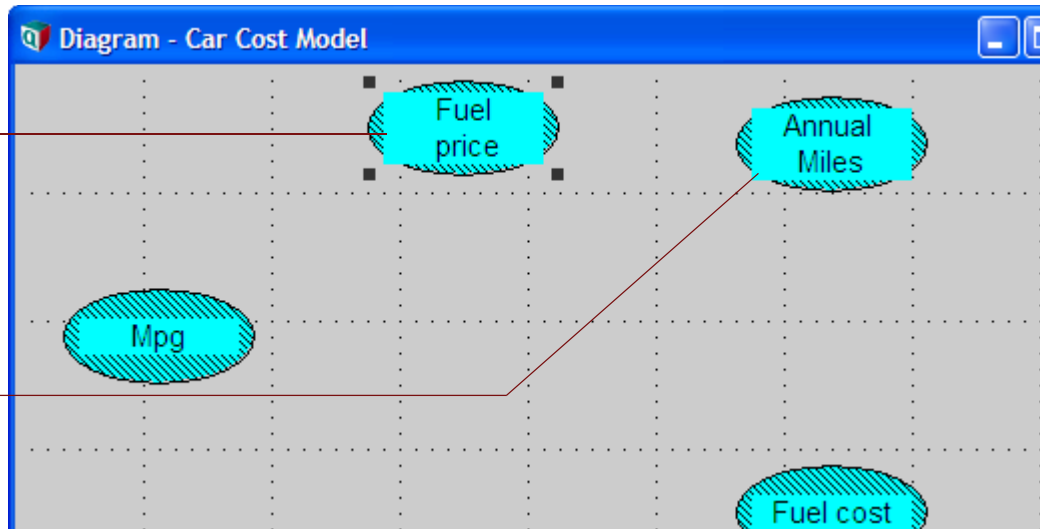 Diagram - Car Cost Model
Fuel
price
Annual
Miles
Mpg
Fuel cost